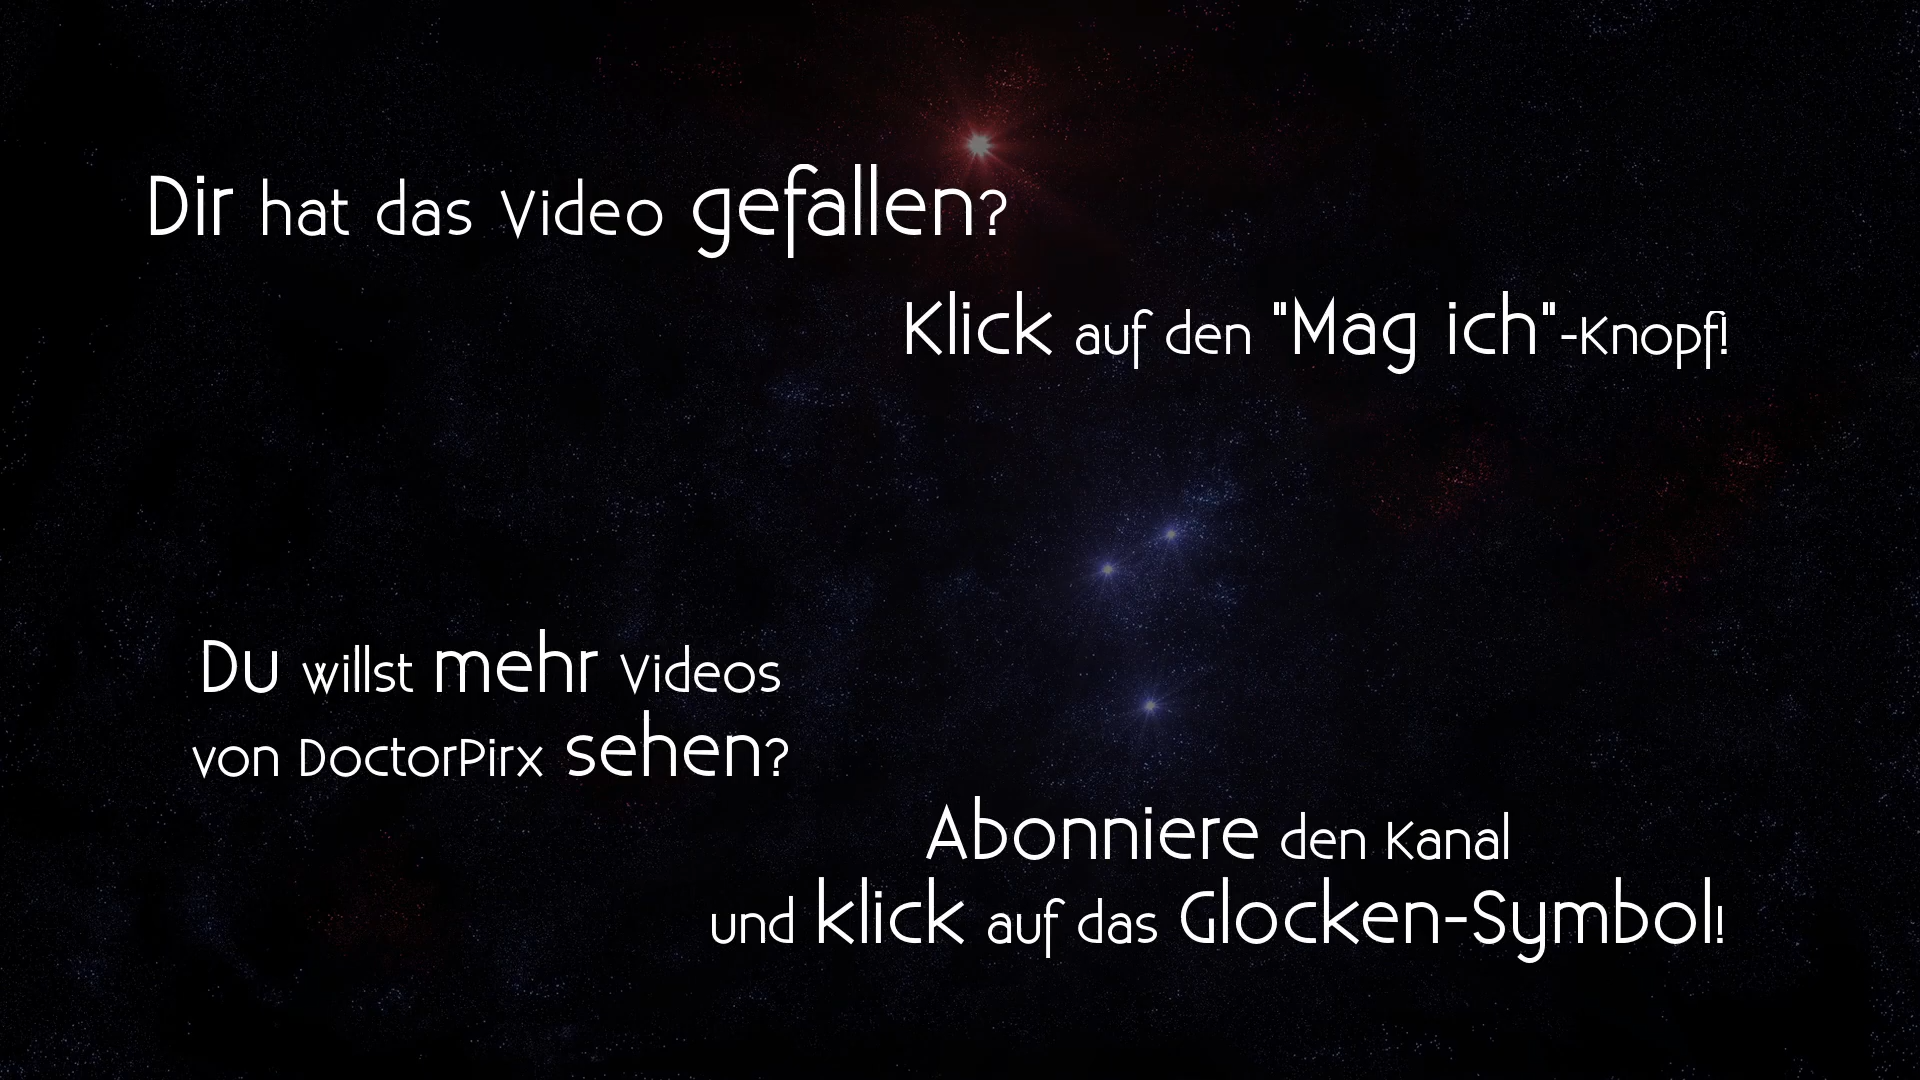 Dir hat das Video gefallen?
Klick auf den "Mag ich"-Knopf!
Du willst mehr Videos
von DoctorPirx sehen?
Abonniere den Kanal
und klick auf das Glocken-Symbol!